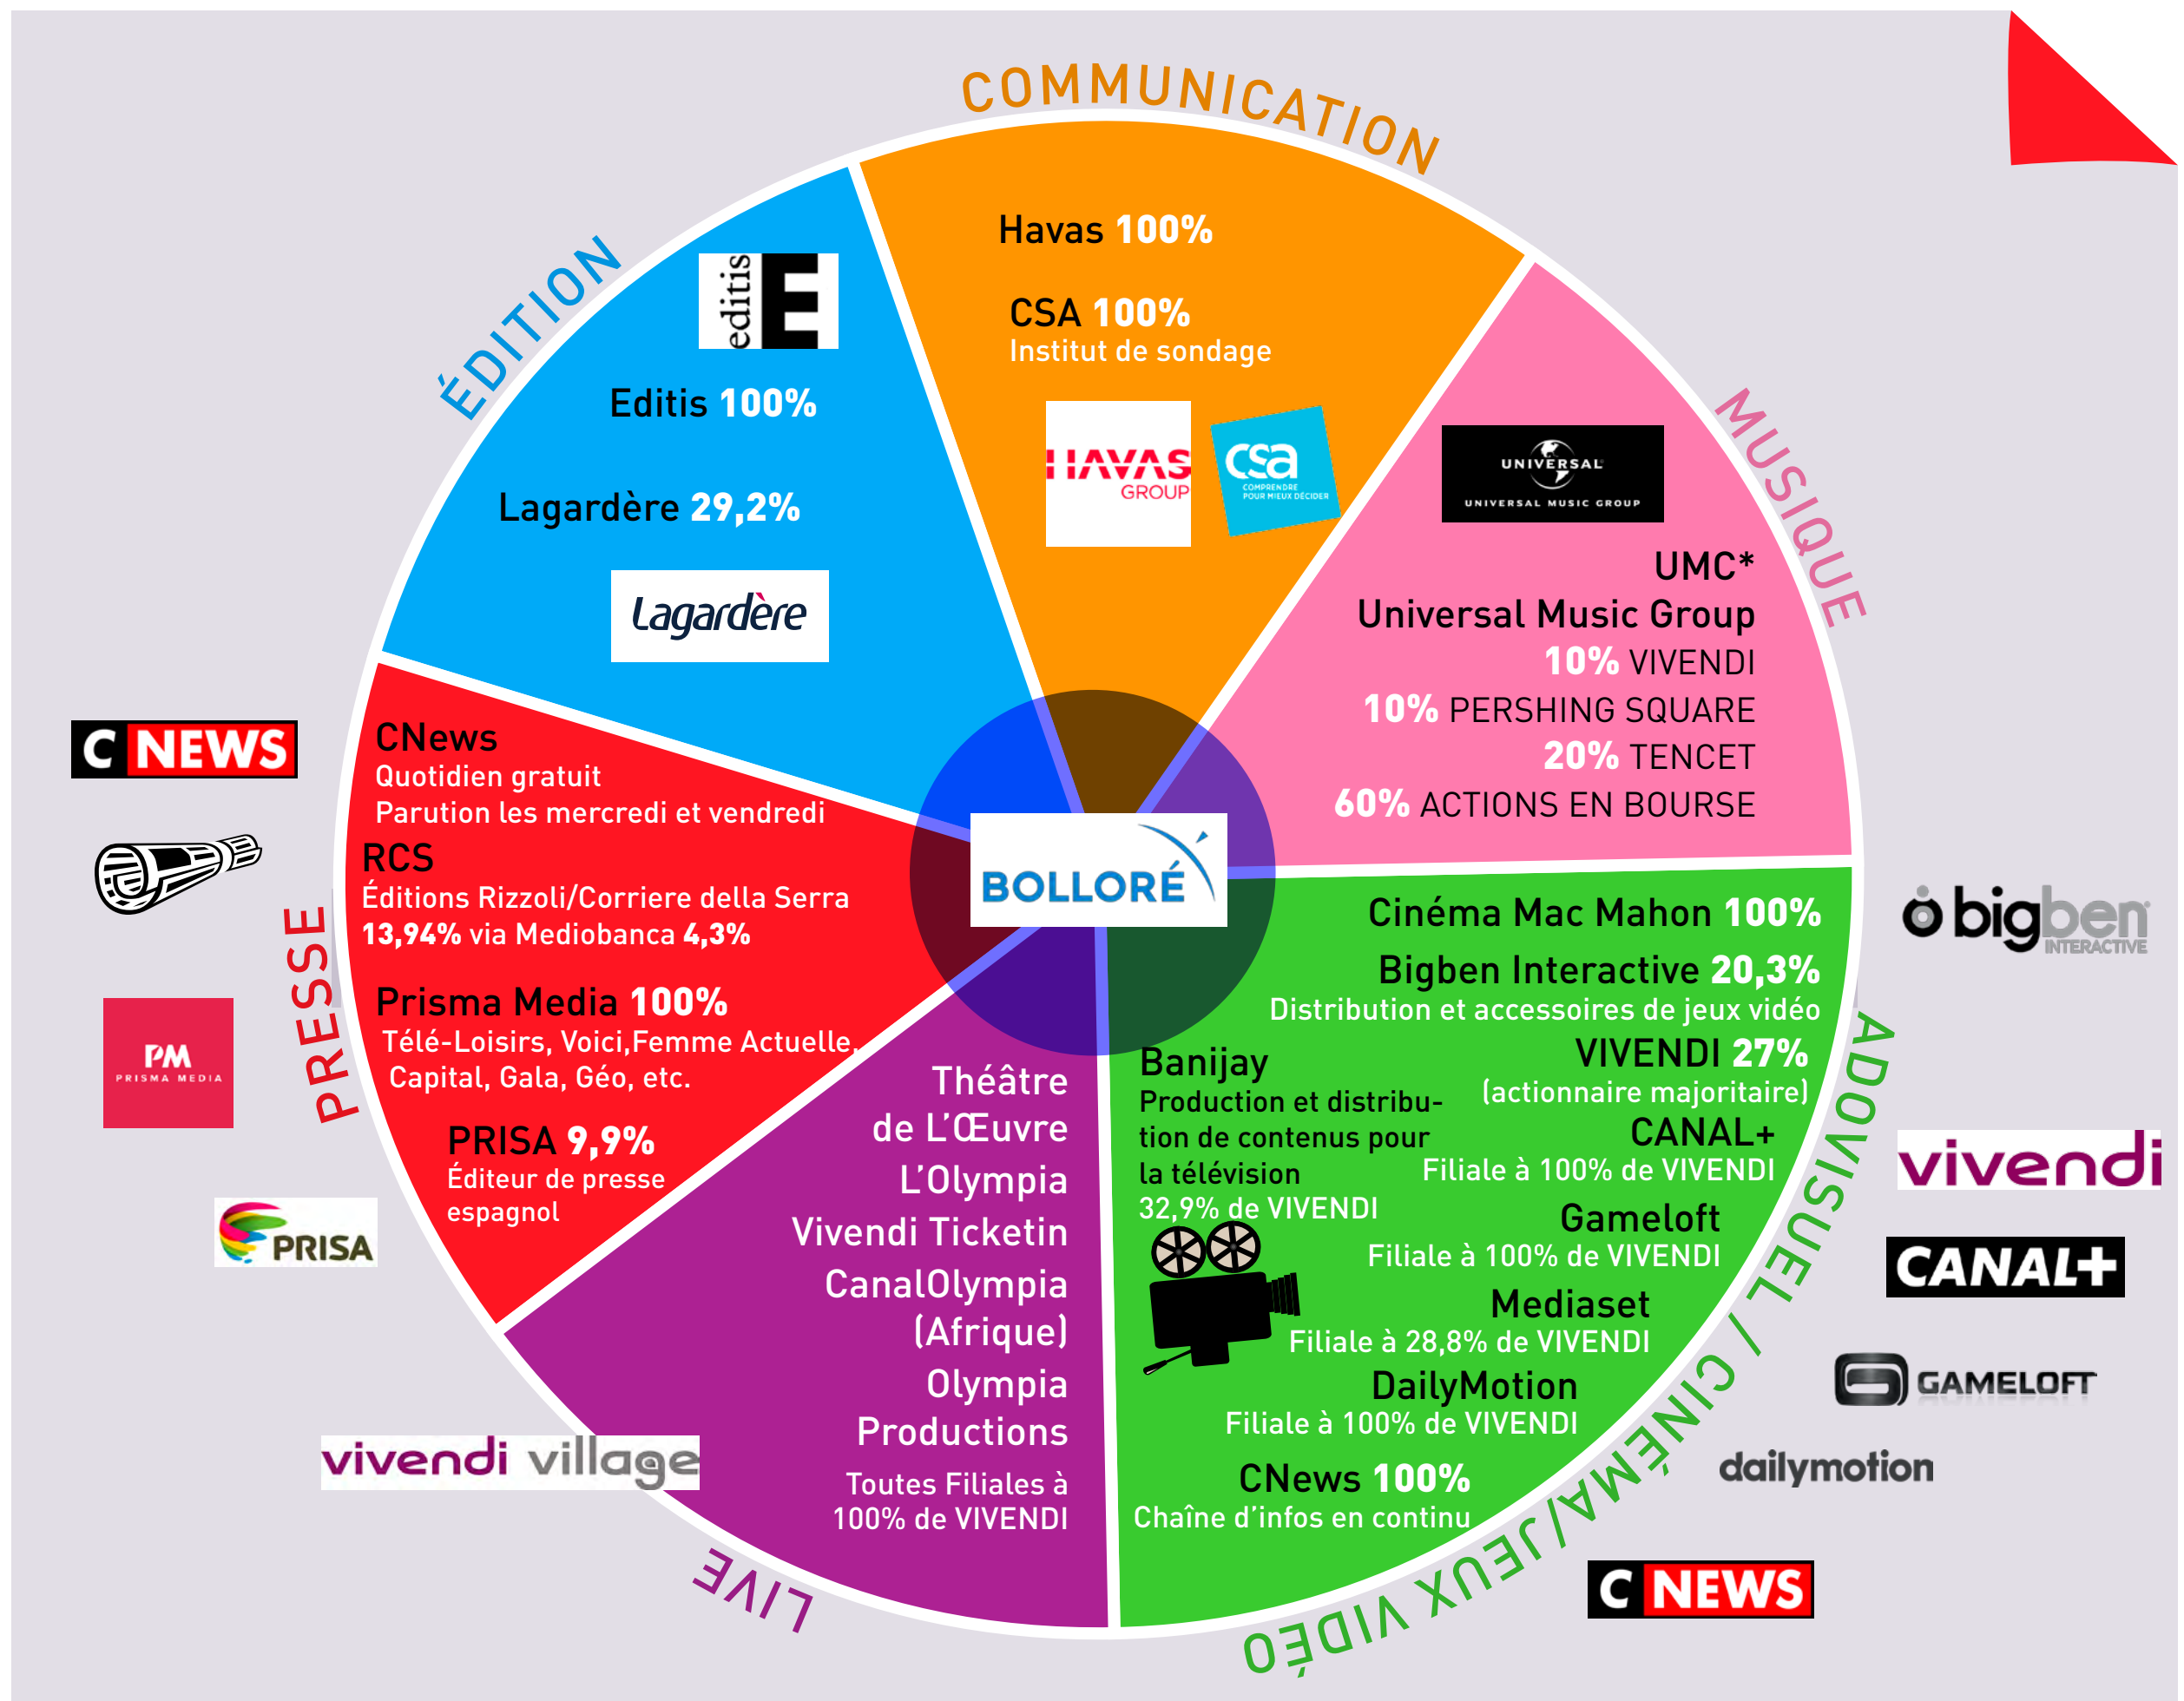 COMMUNICATION
Havas 100%
CSA 100%
Institut de sondage
HAVAS
GROUP
csa
COMPRENDRE
POUR MIEUX DÉCIDER
MUSIQUE
UNIVERSAL
UNIVERSAL MUSIC GROUP
UMC*
Universal Music Group
10% VIVENDI
10% PERSHING SQUARE
20% TENCET
60% ACTIONS EN BOURSE
ÉDITION
editis
E
Editis 100%
Lagardère 29,2%
Lagardère
BOLLORÉ
PRESSE
CNews
Quotidien gratuit
Parution les mercredi et vendredi
RCS
Éditions Rizzoli/Corriere della Serra
13,94% via Mediobanca 4,3%
Prisma Media 100%
Télé-Loisirs, Voici,Femme Actuelle,
Capital, Gala, Géo, etc.
PRISA 9,9%
Éditeur de presse
espagnol
C NEWS
PM
PRISMA MEDIA
PRISA
LIVE
Théâtre
de L'Œuvre
L'Olympia
Vivendi Ticketin
CanalOlympia
(Afrique)
Olympia
Productions
Toutes Filiales à
100% de VIVENDI
vivendi village
ADOVISUEL / CINÉMA/JEUX VIDÉO
Cinéma Mac Mahon 100%
Bigben Interactive 20,3%
Distribution et accessoires de jeux vidéo
VIVENDI 27%
(actionnaire majoritaire)
CANAL+
Filiale à 100% de VIVENDI
Banijay
Production et distribu-
tion de contenus pour
la télévision
32,9% de VIVENDI
Gameloft
Filiale à 100% de VIVENDI
Mediaset
Filiale à 28,8% de VIVENDI
DailyMotion
Filiale à 100% de VIVENDI
CNews 100%
Chaîne d'infos en continu
bigben
INTERACTIVE
vivendi
CANAL+
GAMELOFT
dailymotion
C NEWS